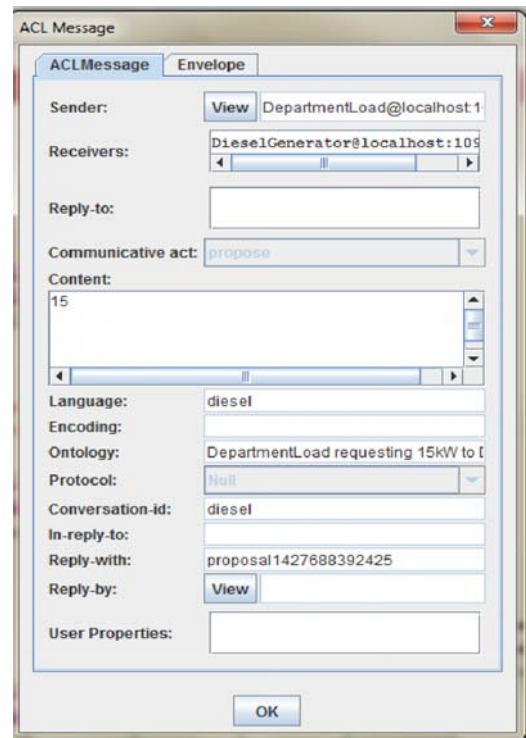 ACL Message
ACLMessage Envelope
Sender: View DepartmentLoad@localhost:1
Receivers: DieselGenerator@localhost:109
Reply-to:
Communicative act: propose
Content:
15
Language: diesel
Encoding:
Ontology: DepartmentLoad requesting 15kW to D
Protocol: Null
Conversation-id: diesel
In-reply-to:
Reply-with: proposal1427688392425
Reply-by: View
User Properties:
OK